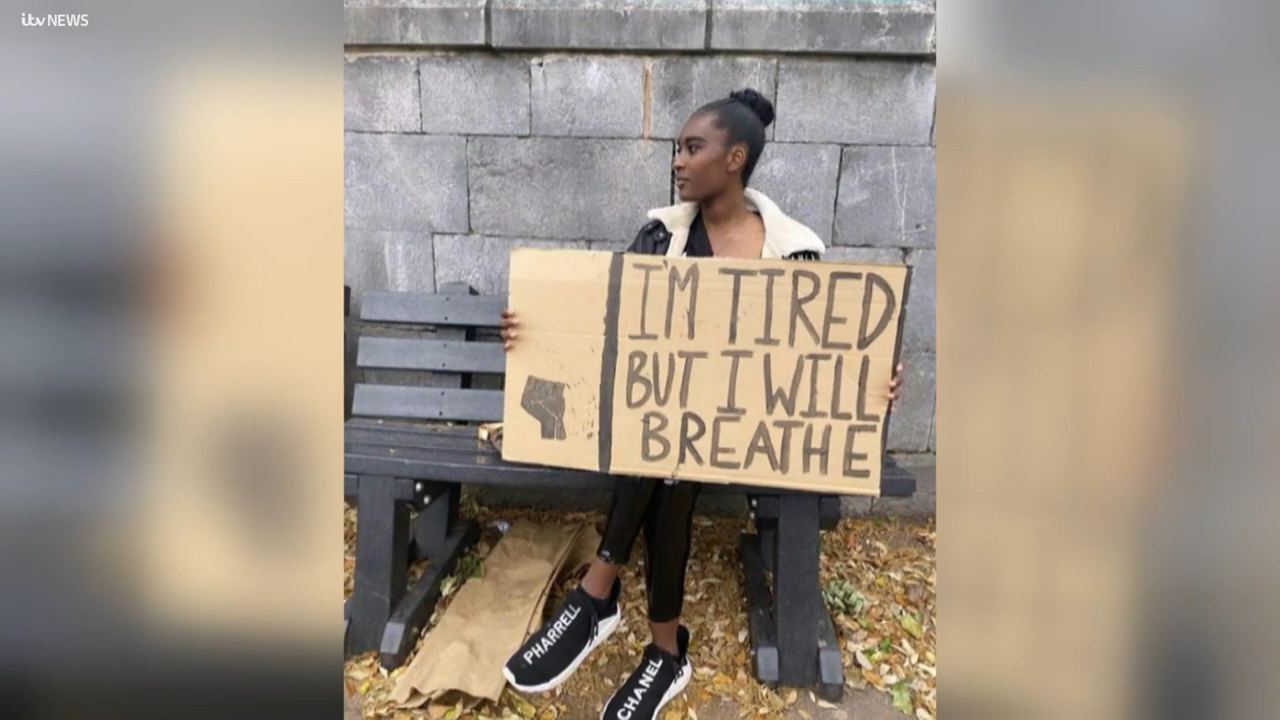 itv NEWS
I'M TIRED
BUT I WILL
BREATHE
PHARRELL
CHANEL